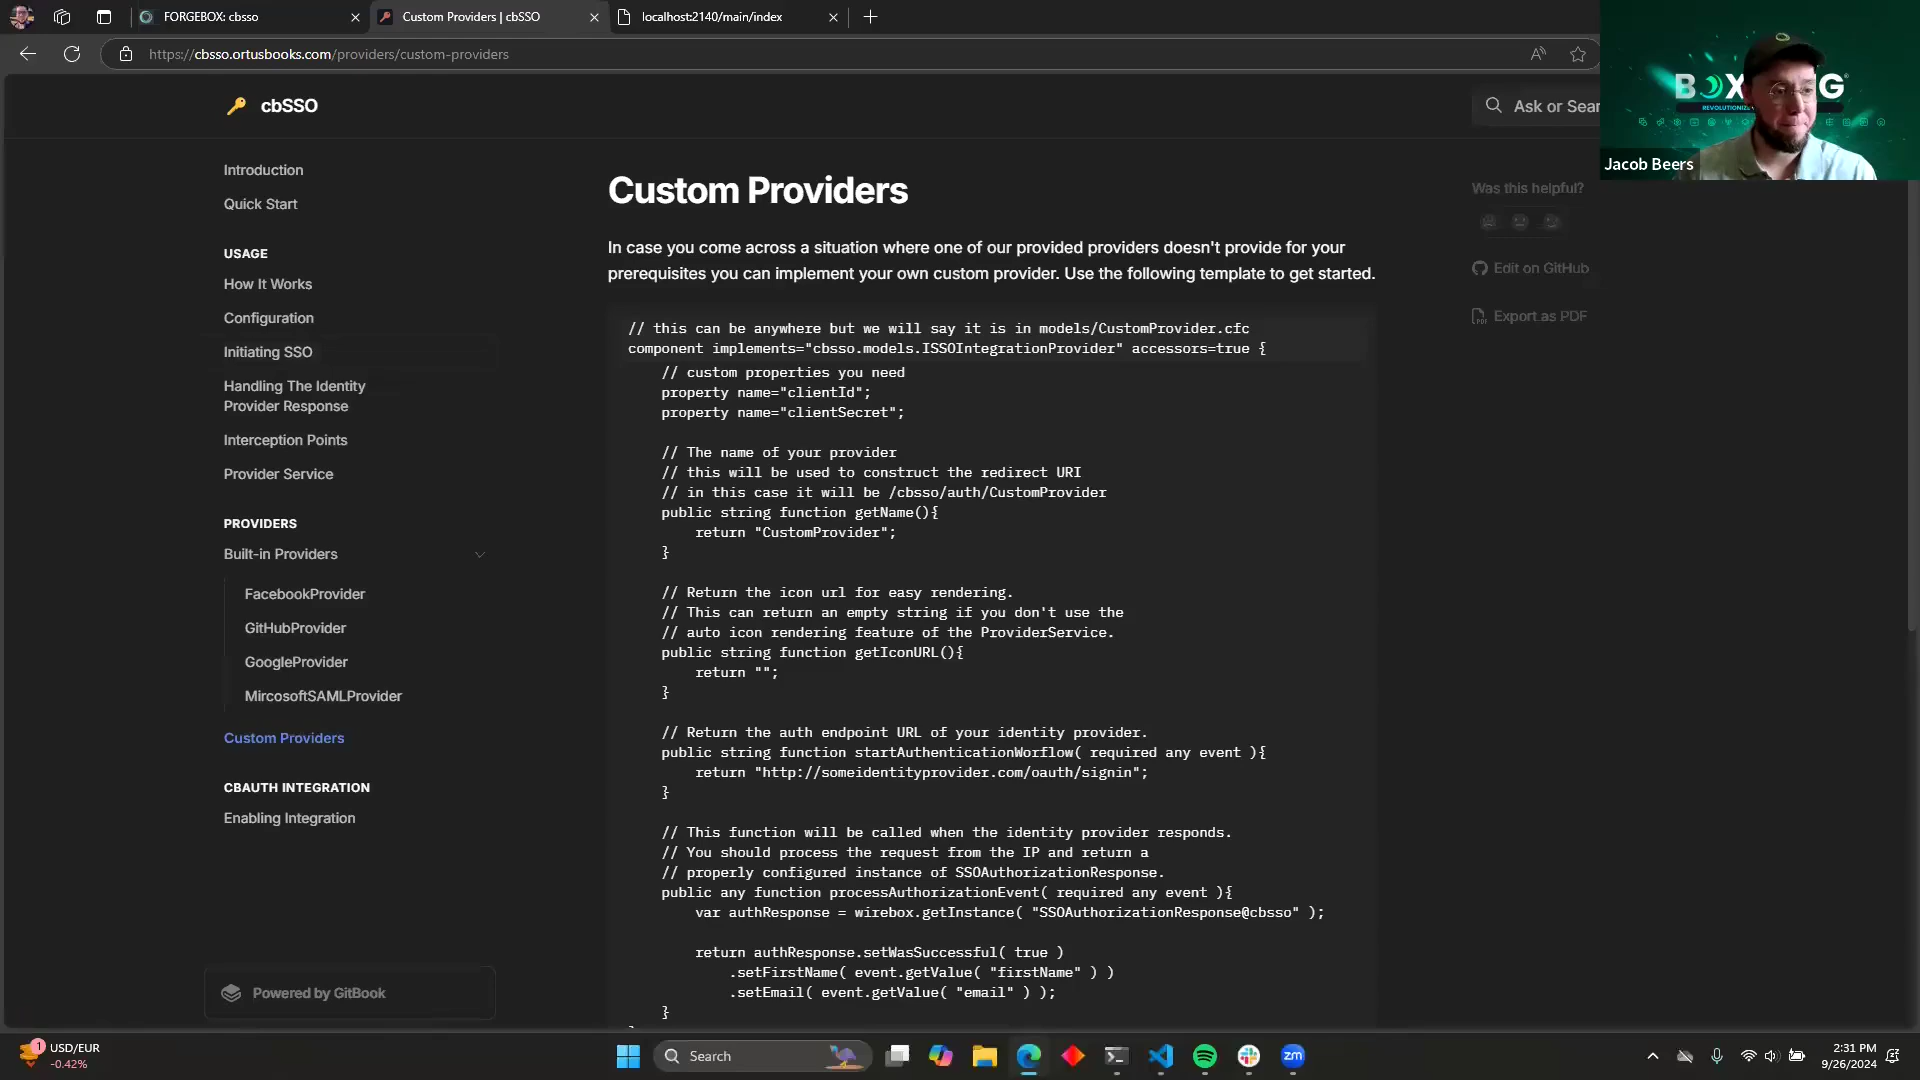 FORGEBOX: cbsso
Custom Providers | cbSSO
localhost:2140/main/index
https://cbsso.ortusbooks.com/providers/custom-providers
cbSSO
Ask or Sear
Jacob Beers
Introduction
Quick Start
USAGE
How It Works
Configuration
Initiating SSO
Handling The Identity
Provider Response
Interception Points
Provider Service
PROVIDERS
Built-in Providers
FacebookProvider
GitHubProvider
GoogleProvider
MircosoftSAMLProvider
Custom Providers
CBAUTH INTEGRATION
Enabling Integration
Powered by GitBook
Custom Providers
In case you come across a situation where one of our provided providers doesn't provide for your
prerequisites you can implement your own custom provider. Use the following template to get started.
// this can be anywhere but we will say it is in models/CustomProvider.cfc
component implements="cbsso.models.ISSOIntegrationProvider" accessors=true {
// custom properties you need
property name="clientId";
property name="clientSecret";
// The name of your provider
// this will be used to construct the redirect URI
// in this case it will be /cbsso/auth/CustomProvider
public string function getName(){
return "CustomProvider";
}
// Return the icon url for easy rendering.
// This can return an empty string if you don't use the
// auto icon rendering feature of the ProviderService.
public string function getIconURL(){
return "";
}
// Return the auth endpoint URL of your identity provider.
public string function startAuthenticationWorflow( required any event ){
return "http://someidentityprovider.com/oauth/signin";
}
// This function will be called when the identity provider responds.
// You should process the request from the IP and return a
// properly configured instance of SSOAuthorizationResponse.
public any function processAuthorizationEvent( required any event ){
var authResponse = wirebox.getInstance( "SSOAuthorizationResponse@cbsso" );
return authResponse.setWasSuccessful( true )
.setFirstName( event.getValue( "firstName" ) )
.setEmail( event.getValue( "email" ) );
}
Was this helpful?
Edit on GitHub
Export as PDF
1
USD/EUR
-0.42%
Search
zm
2:31 PM
9/26/2024